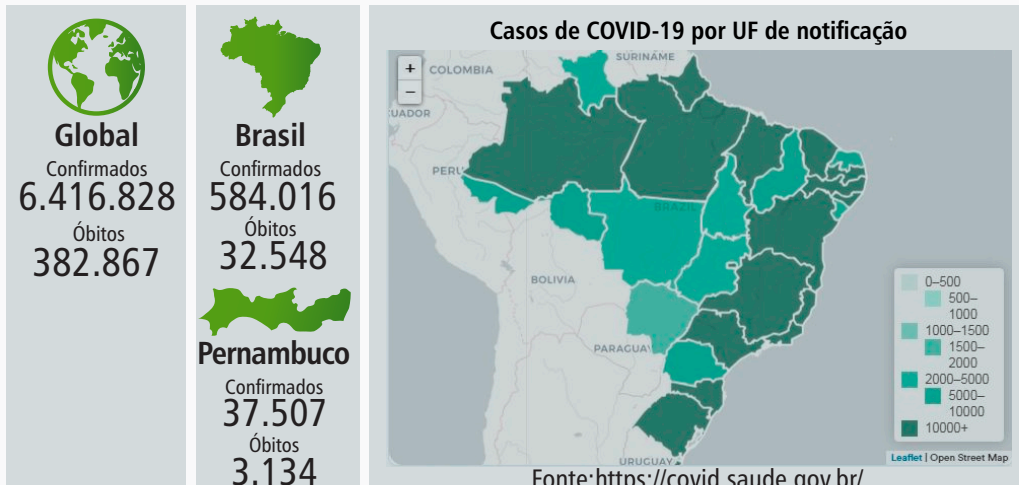 Global
Confirmados
6.416.828
Óbitos
382.867
Brasil
Confirmados
584.016
Óbitos
32.548
Pernambuco
Confirmados
37.507
Óbitos
3.134
Casos de COVID-19 por UF de notificação
+
−
COLOMBIA
SURINAME
UADOR
PERU
BRAZIL
BOLIVIA
PARAGUA
URUGUAY
0–500
500–
1000
1000–1500
1500–
2000
2000–5000
5000–
10000
10000+
Leaflet | Open Street Map
Fonte:https://covid.saude.gov.br/